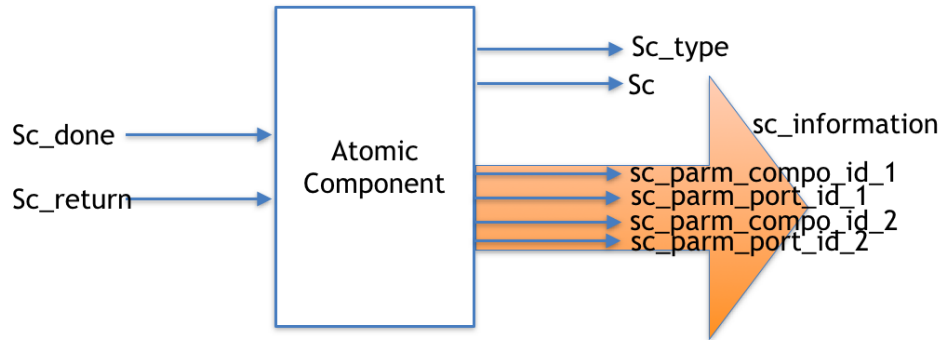 Sc_type
Sc
sc_information
Sc_done
Atomic
Component
Sc_return
sc_parm_compo_id_1
sc_parm_port_id_1
sc_parm_compo_id_2
sc_parm_port_id_2